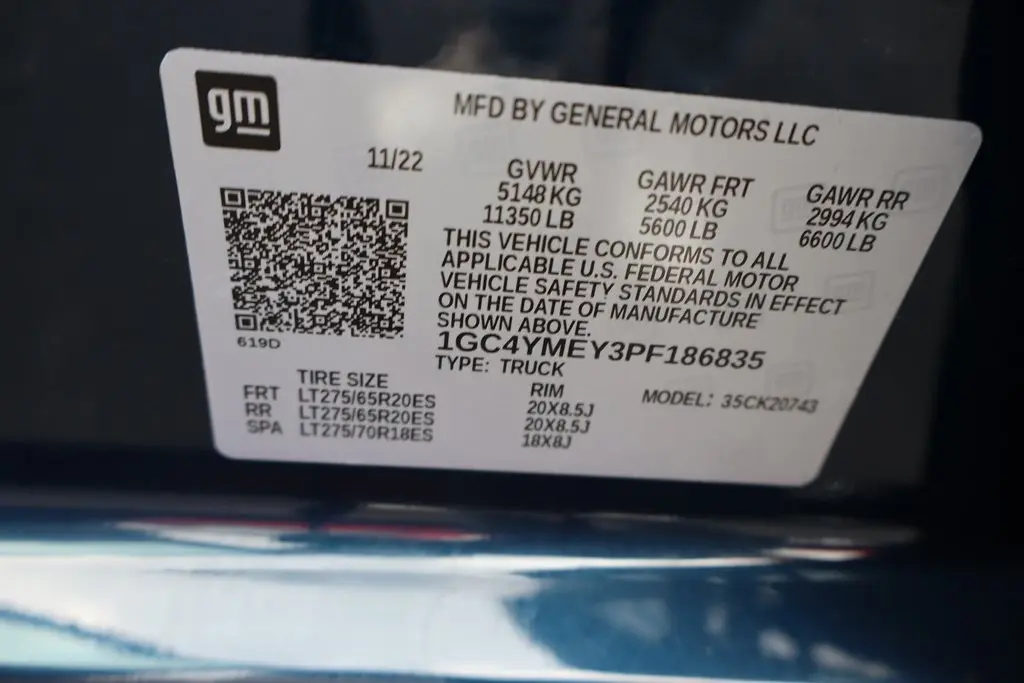 gm
MFD BY GENERAL MOTORS LLC
11/22
GVWR
5148 KG
11350 LB
GAWR FRT
2540 KG
5600 LB
GAWR RR
2994 KG
6600 LB
THIS VEHICLE CONFORMS TO ALL
APPLICABLE U.S. FEDERAL MOTOR
VEHICLE SAFETY STANDARDS IN EFFECT
ON THE DATE OF MANUFACTURE
SHOWN ABOVE.
1GC4YMEY3PF186835
TYPE: TRUCK
619D
TIRE SIZE
RIM
MODEL: 35CK20743
FRT LT275/65R20ES 20X8.5J
RR LT275/65R20ES 20X8.5J
SPA LT275/70R18ES 18X8J